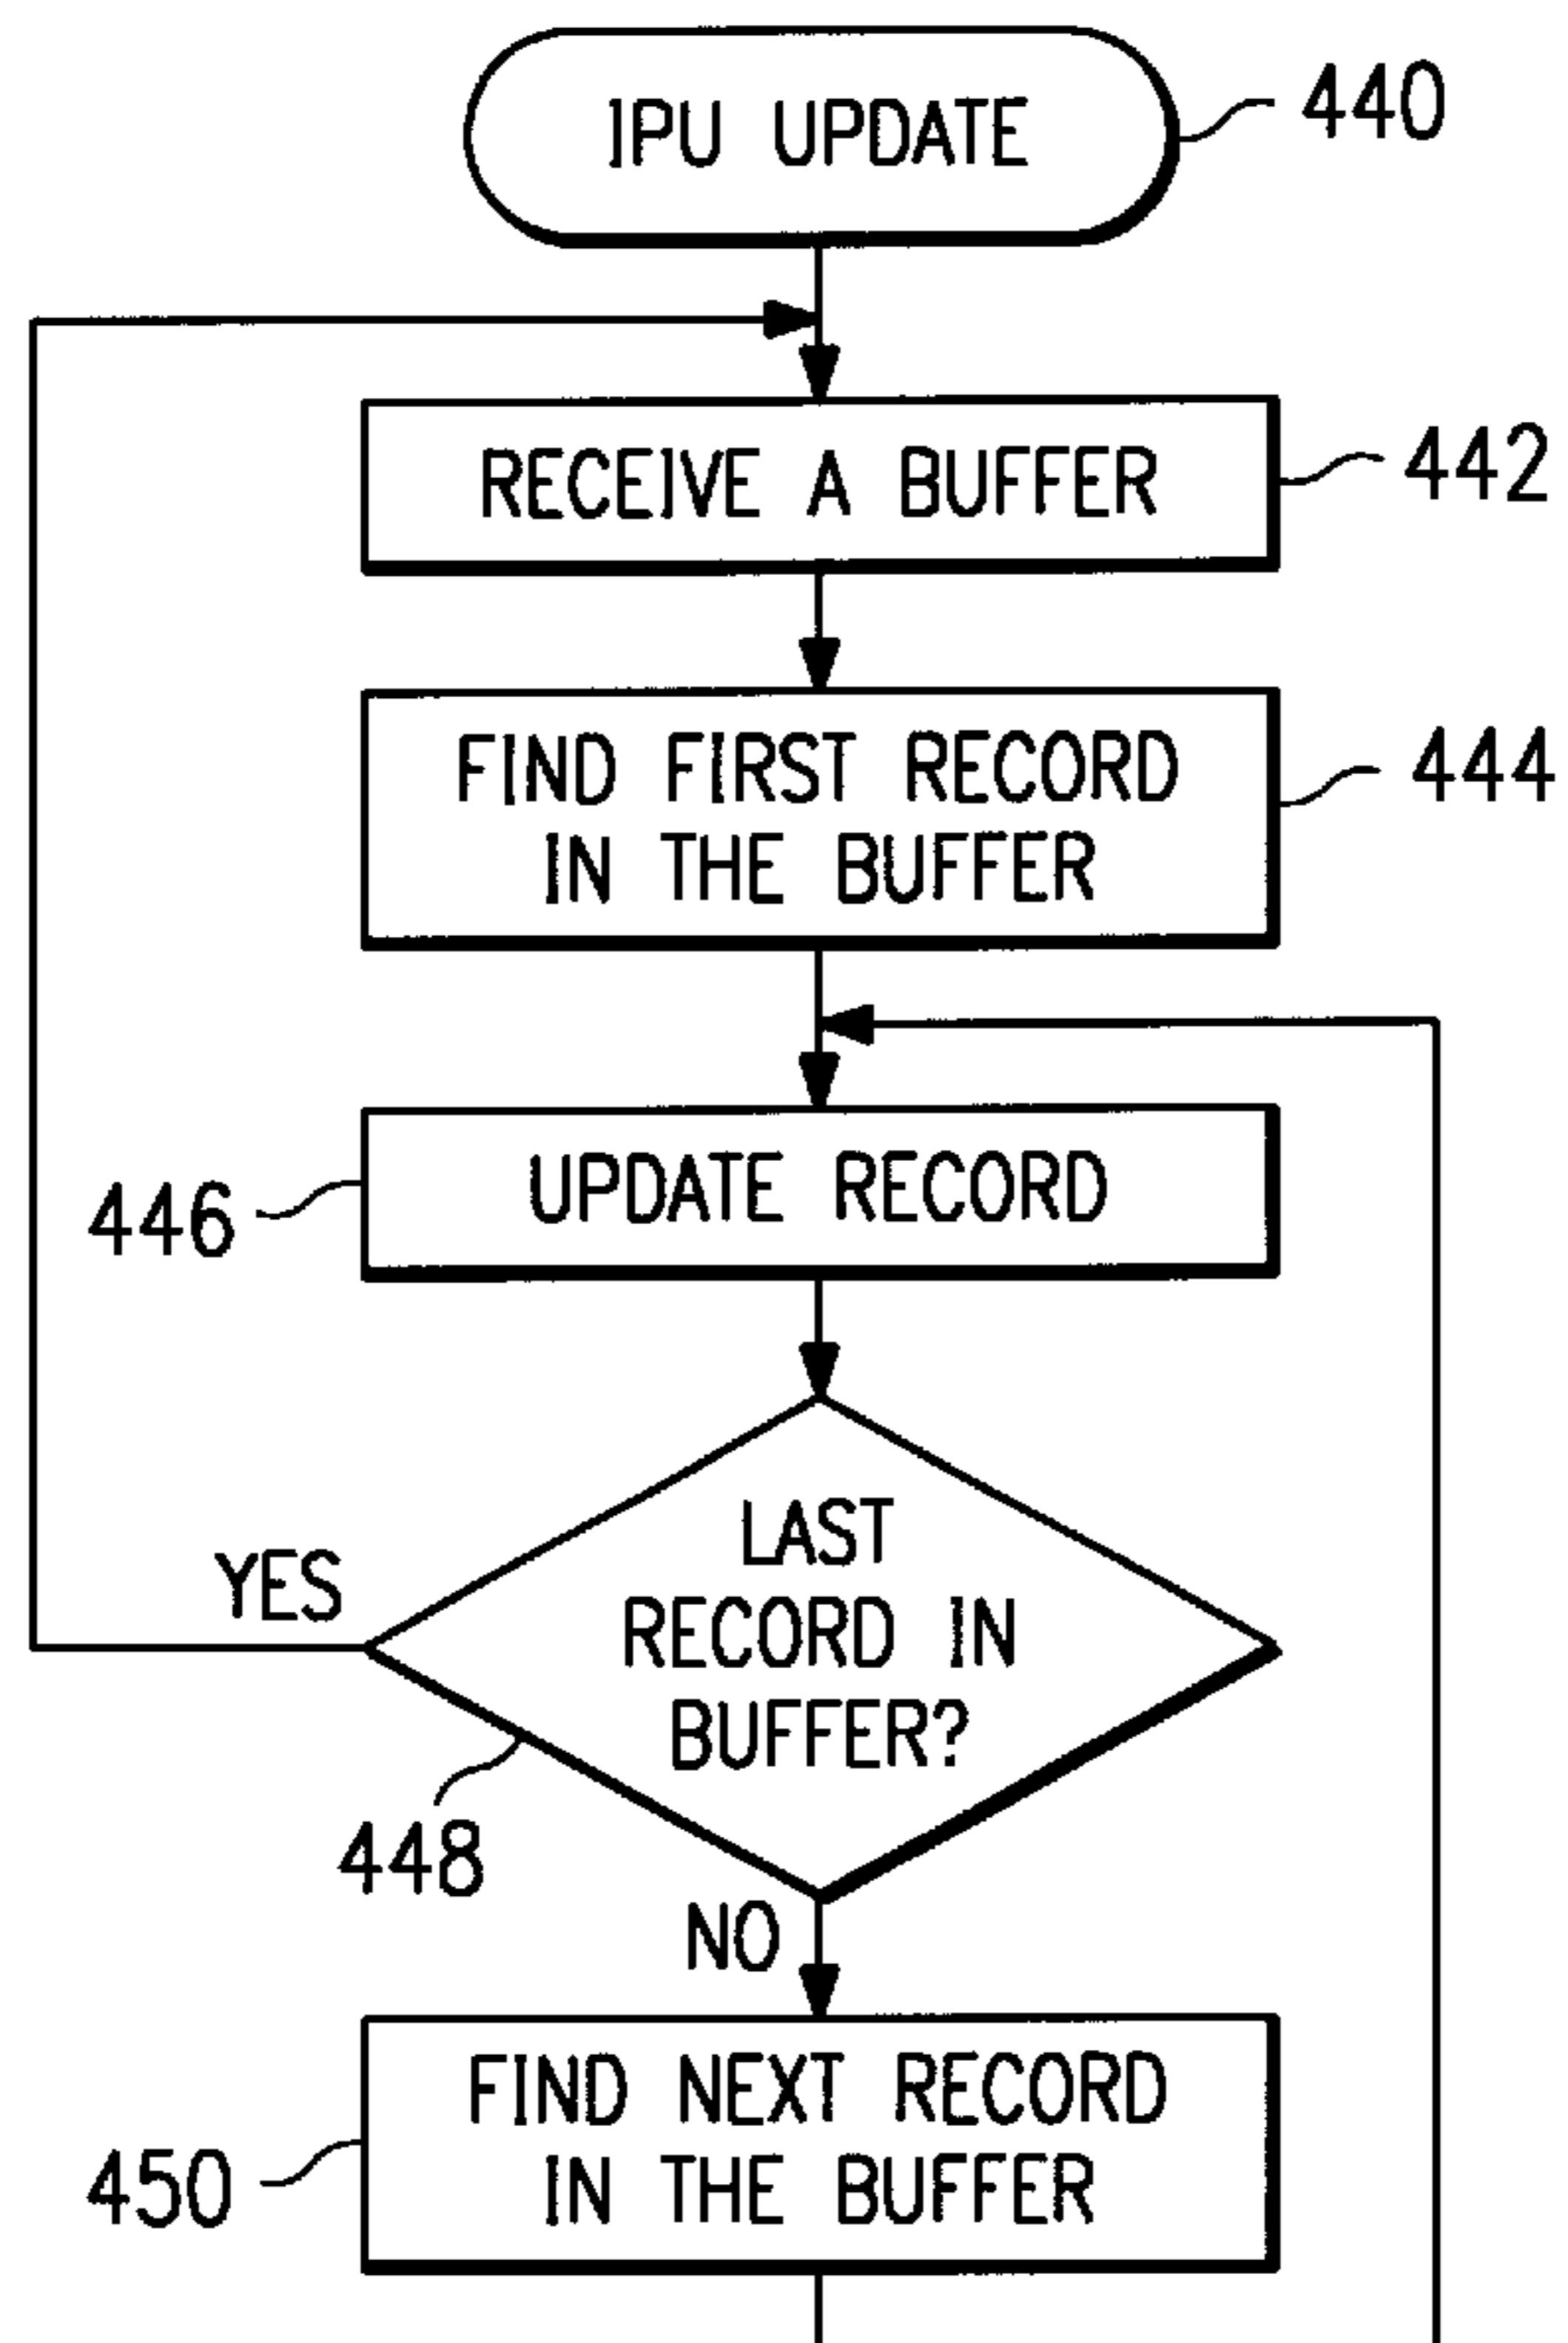 IPU UPDATE
440
RECEIVE A BUFFER
442
FIND FIRST RECORD
IN THE BUFFER
444
UPDATE RECORD
446
LAST
RECORD IN
BUFFER?
YES
448
NO
FIND NEXT RECORD
IN THE BUFFER
450